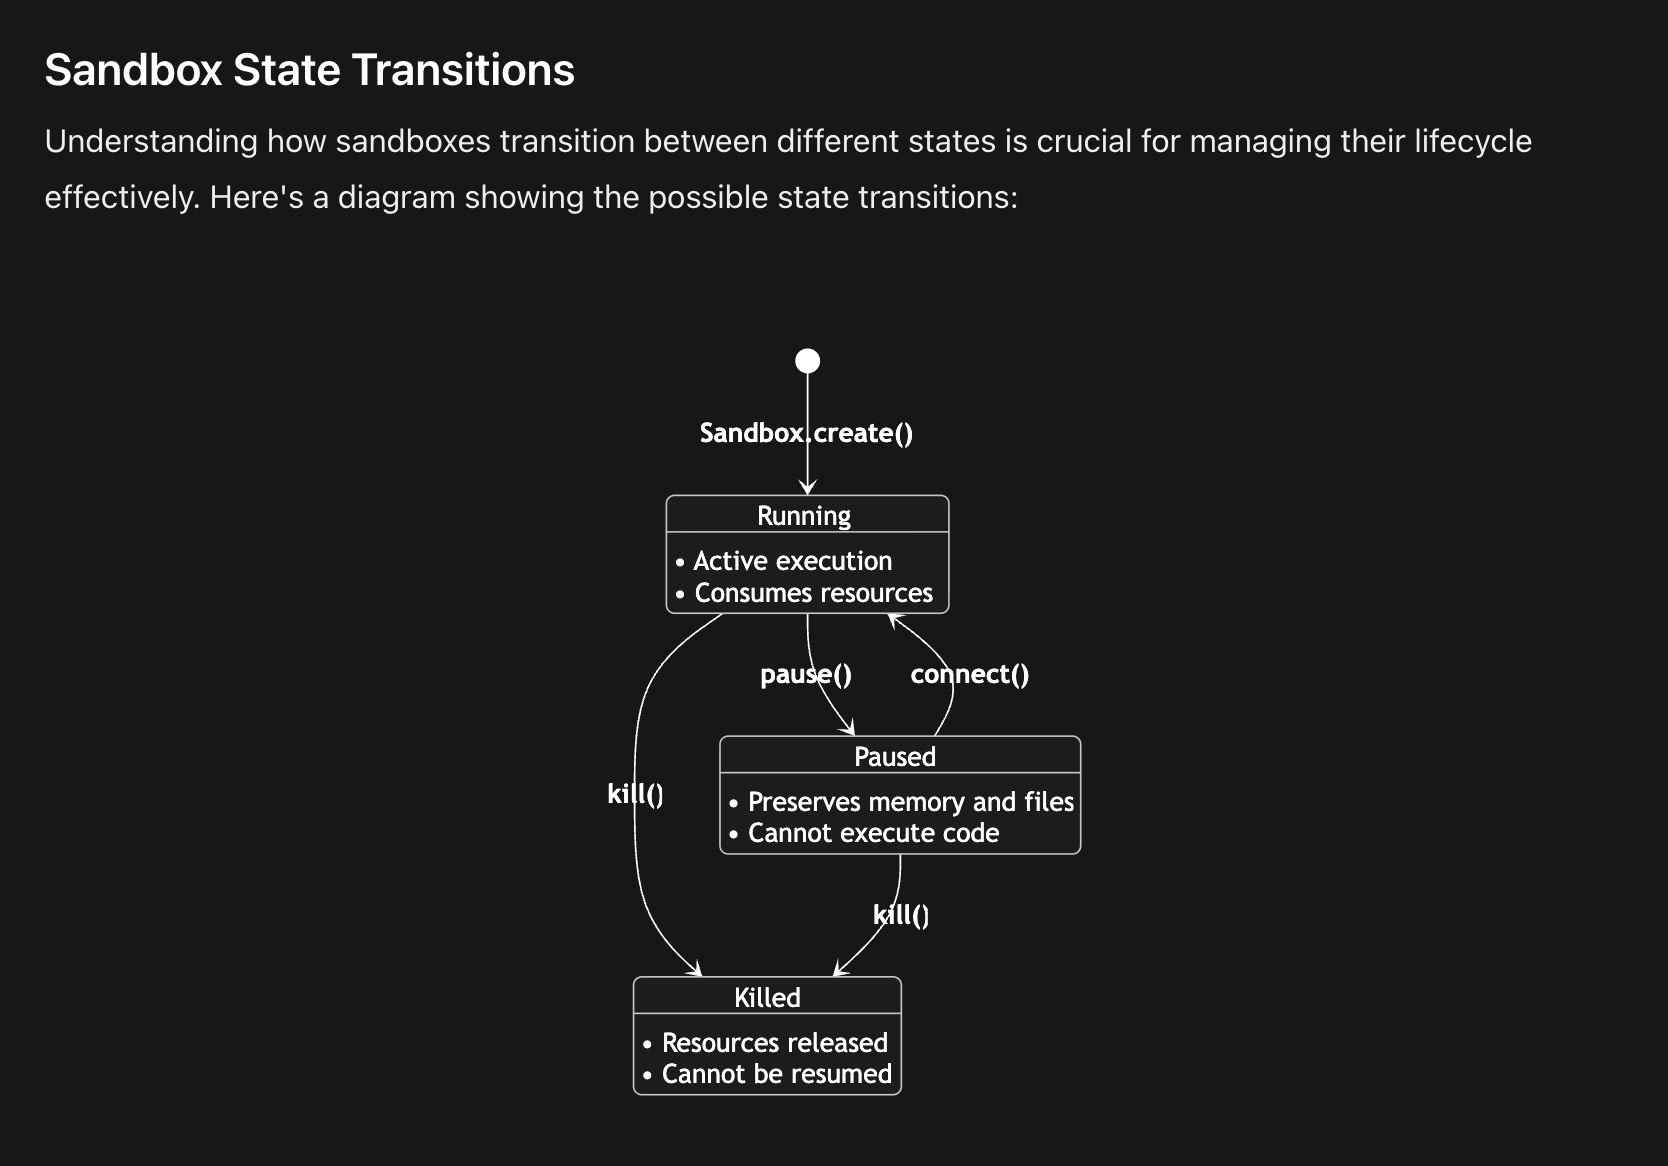 Sandbox State Transitions
Understanding how sandboxes transition between different states is crucial for managing their lifecycle
effectively. Here's a diagram showing the possible state transitions:
Sandbox.create()
Running
• Active execution
• Consumes resources
pause()
connect()
Paused
kill()
• Preserves memory and files
• Cannot execute code
kill()
Killed
• Resources released
• Cannot be resumed